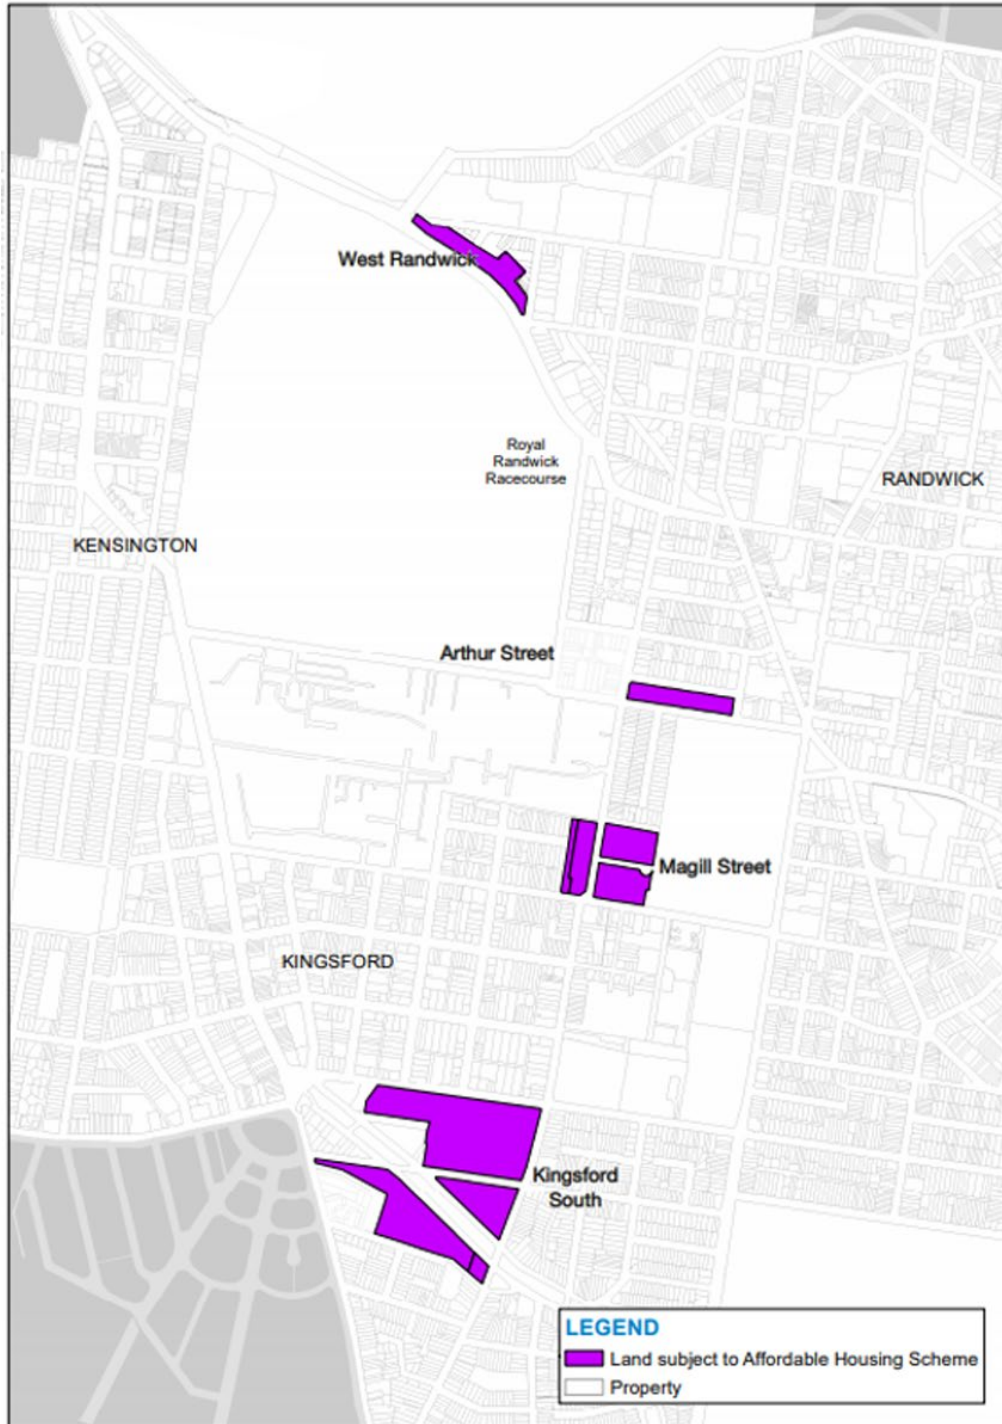 West Randwick
Royal
Randwick
Racecourse
RANDWICK
KENSINGTON
Arthur Street
Magill Street
KINGSFORD
Kingsford
South
LEGEND
Land subject to Affordable Housing Scheme
Property